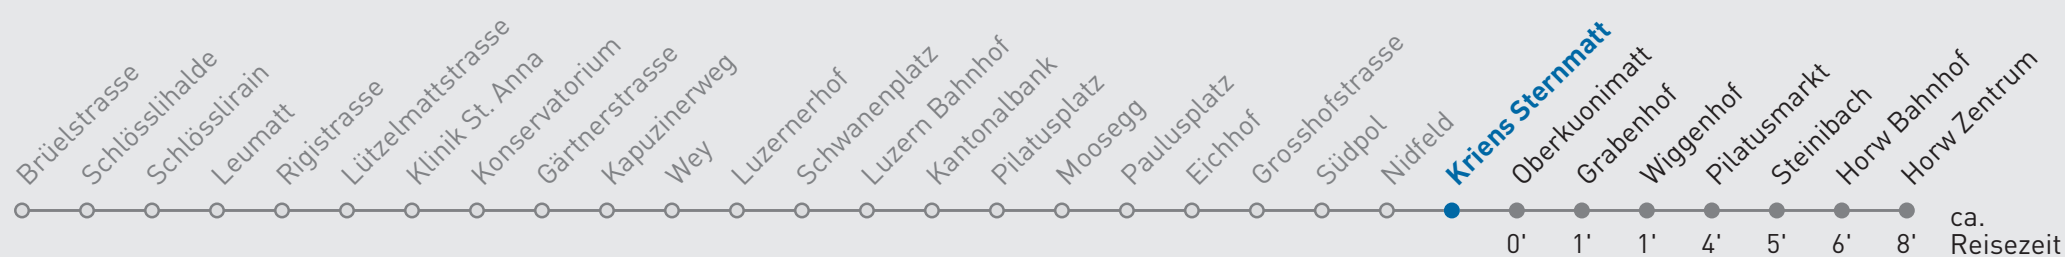 Brüelstrasse
Schlösslihalde
Schlösslirain
Leumatt
Rigistrasse
Lützelmattstrasse
Klinik St. Anna
Konservatorium
Gärtnerstrasse
Kapuzinerweg
Wey
Luzernerhof
Schwanenplatz
Luzern Bahnhof
Kantonalbank
Pilatusplatz
Moosegg
Paulusplatz
Eichhof
Grosshofstrasse
Südpol
Nidfeld
Kriens Sternmatt
Oberkuonimatt
Grabenhof
Wiggenhof
Pilatusmarkt
Steinibach
Horw Bahnhof
Horw Zentrum
ca.
0' 1' 1' 4' 5' 6' 8' Reisezeit